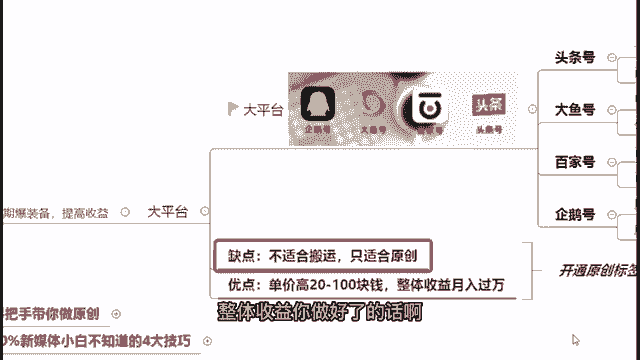 头条号
大平台
企鹅号
大鱼号
头条
头条号
大鱼号
百家号
期爆装备，提高收益
大平台
企鹅号
缺点：不适合搬运，只适合原创
开通原创标签
优点：单价高20-100块钱，整体收益月入过万
整体收益你做好了的话啊
把手带你做原创
0%新媒体小白不知道的4大技巧